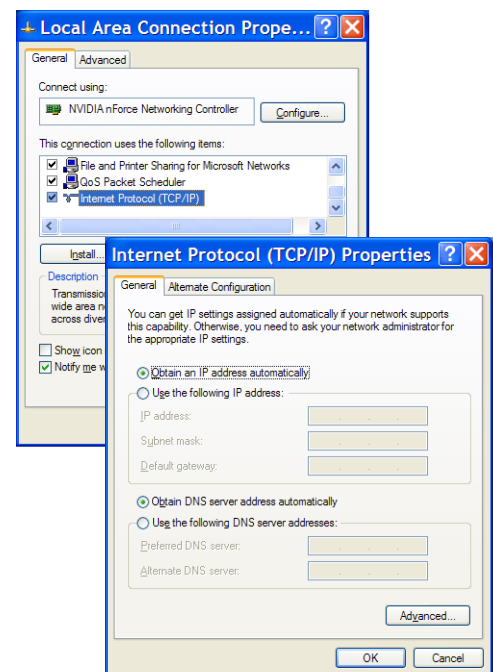 Local Area Connection Prope...
General Advanced
Connect using:
NVIDIA nForce Networking Controller Configure...
This connection uses the following items:
File and Printer Sharing for Microsoft Networks
QoS Packet Scheduler
Internet Protocol (TCP/IP)
Install...
Description
Transmission
wide area n
across diver
Show icon
Notify me w
Internet Protocol (TCP/IP) Properties
General Alternate Configuration
You can get IP settings assigned automatically if your network supports
this capability. Otherwise, you need to ask your network administrator for
the appropriate IP settings.
Obtain an IP address automatically
Use the following IP address:
IP address:
Subnet mask:
Default gateway:
Obtain DNS server address automatically
Use the following DNS server addresses:
Preferred DNS server:
Alternate DNS server:
Advanced...
OK Cancel